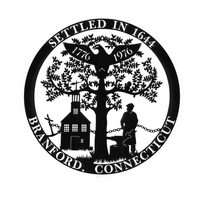 SETTLED IN 1644
1776 1976
BRANFORD, CONNECTICUT